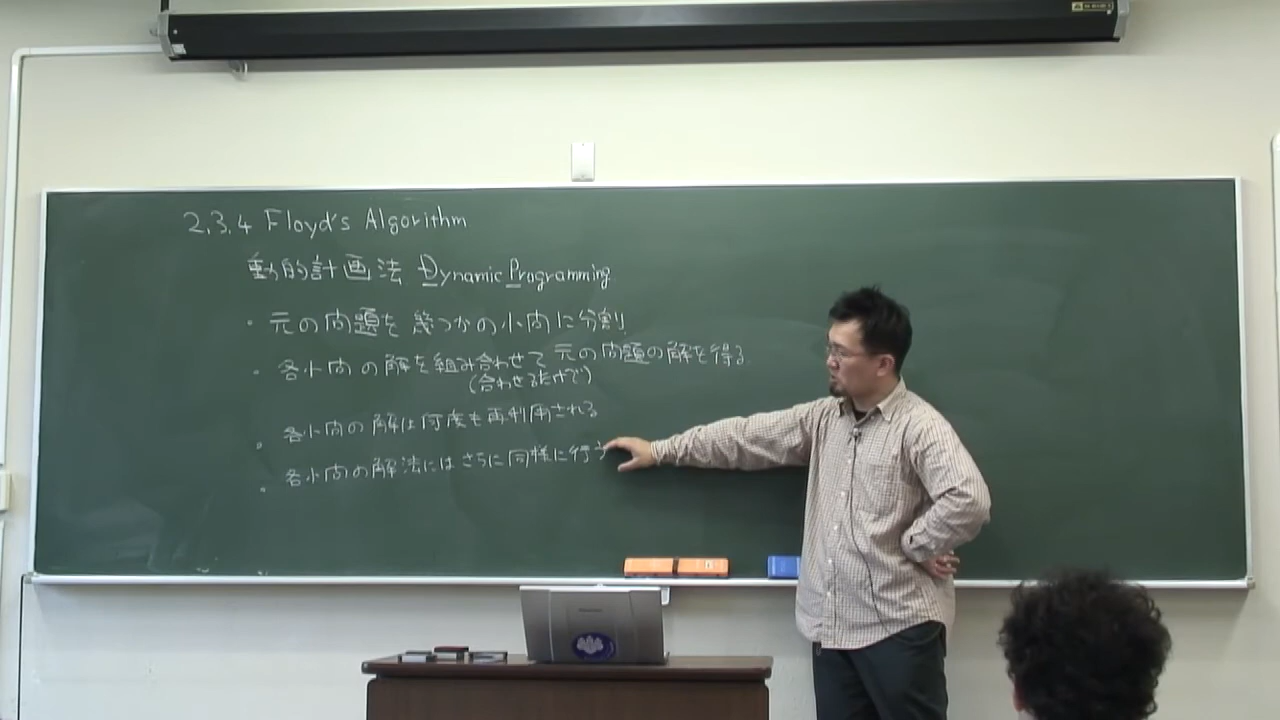 2.3.4 Floyd's Algorithm
動的計画法 Dynamic Programming
・元の問題を幾つかの小問に分割
・各小問の解を組み合わせて元の問題の解を得る
(合わせるだけで)
・各小問の解は何度も再利用される
・各小問の解法にはさらに同様に行う